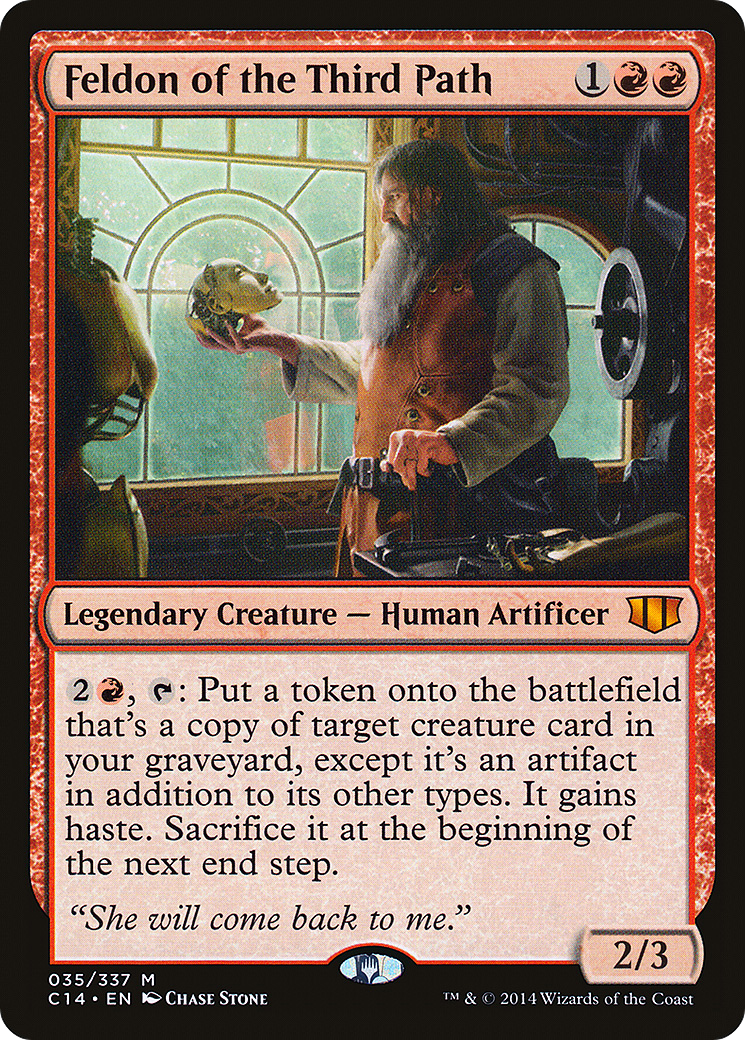 Feldon of the Third Path 1
Legendary Creature — Human Artificer
2, : Put a token onto the battlefield
that's a copy of target creature card in
your graveyard, except it's an artifact
in addition to its other types. It gains
haste. Sacrifice it at the beginning of
the next end step.
“She will come back to me.”
2/3
035/337 M
C14 • EN Chase Stone
™ & © 2014 Wizards of the Coast